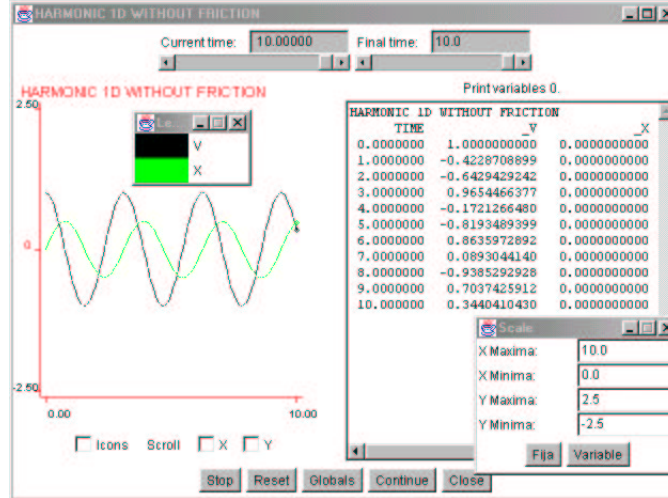 HARMONIC 1D WITHOUT FRICTION
Current time: 10.00000 Final time: 10.0
HARMONIC 1D WITHOUT FRICTION
Print variables 0.
2.50
0
-2.50
0.00 10.00
Le...
V
X
HARMONIC 1D WITHOUT FRICTION
TIME _V _X
0.0000000 1.0000000000 0.0000000000
1.0000000 -0.4228708899 0.0000000000
2.0000000 -0.6429429242 0.0000000000
3.0000000 0.9654466377 0.0000000000
4.0000000 -0.1721266480 0.0000000000
5.0000000 -0.8193489399 0.0000000000
6.0000000 0.8635972892 0.0000000000
7.0000000 0.0893044140 0.0000000000
8.0000000 -0.9385292928 0.0000000000
9.0000000 0.7037425912 0.0000000000
10.000000 0.3440410430 0.0000000000
Scale
X Maxima: 10.0
X Minima: 0.0
Y Maxima: 2.5
Y Minima: -2.5
Fija Variable
Icons Scroll X Y
Stop Reset Globals Continue Close